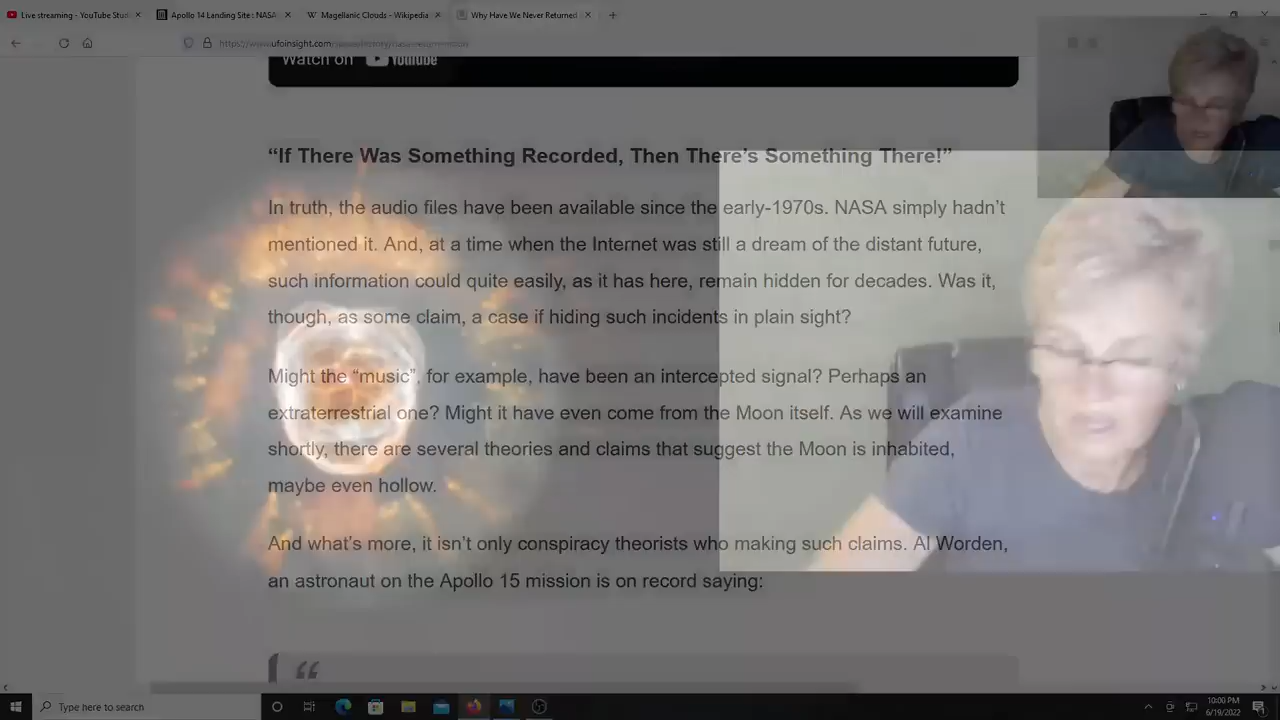 Live streaming - YouTube Stud
Apollo 14 Landing Site | NASA
Magellanic Clouds - Wikipedia
Why Have We Never Returned
Watch on YouTube
“If There Was Something Recorded, Then There’s Something There!”
In truth, the audio files have been available since the early-1970s. NASA simply hadn’t
mentioned it. And, at a time when the Internet was still a dream of the distant future,
such information could quite easily, as it has here, remain hidden for decades. Was it,
though, as some claim, a case if hiding such incidents in plain sight?
Might the “music”, for example, have been an intercepted signal? Perhaps an
extraterrestrial one? Might it have even come from the Moon itself. As we will examine
shortly, there are several theories and claims that suggest the Moon is inhabited,
maybe even hollow.
And what’s more, it isn’t only conspiracy theorists who making such claims. Al Worden,
an astronaut on the Apollo 15 mission is on record saying:
“
Type here to search
10:00 PM
6/19/2022